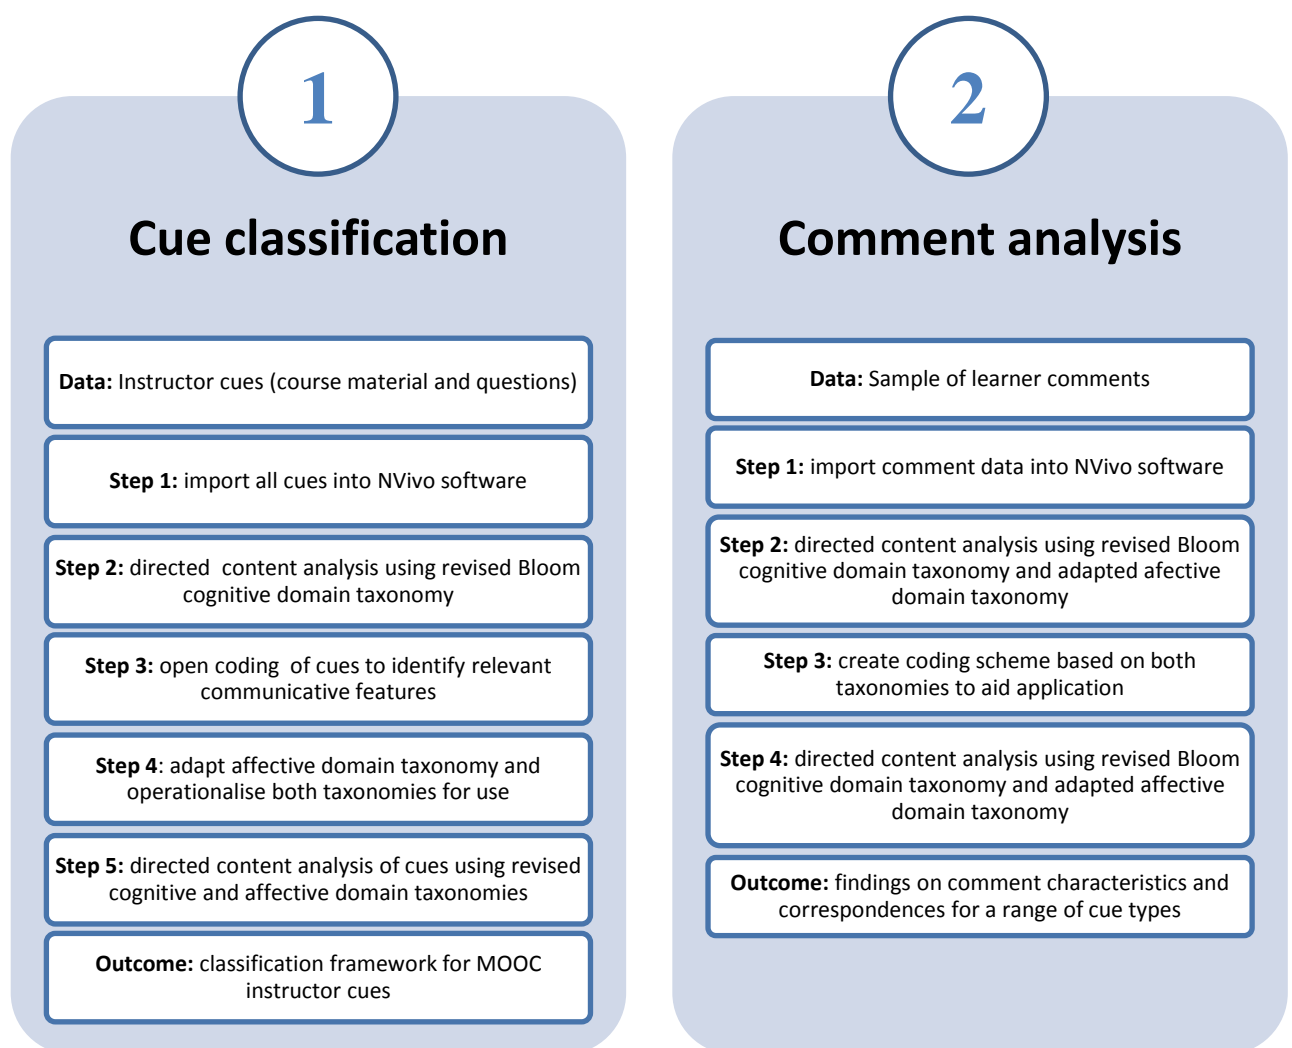 1
Cue classification
Data: Instructor cues (course material and questions)
Step 1: import all cues into NVivo software
Step 2: directed  content analysis using revised Bloom
cognitive domain taxonomy
Step 3: open coding  of cues to identify relevant
communicative features
Step 4: adapt affective domain taxonomy and
operationalise both taxonomies for use
Step 5: directed content analysis of cues using revised
cognitive and affective domain taxonomies
Outcome: classification framework for MOOC
instructor cues
2
Comment analysis
Data: Sample of learner comments
Step 1: import comment data into NVivo software
Step 2: directed content analysis using revised Bloom
cognitive domain taxonomy and adapted afective
domain taxonomy
Step 3: create coding scheme based on both
taxonomies to aid application
Step 4: directed content analysis using revised Bloom
cognitive domain taxonomy and adapted affective
domain taxonomy
Outcome: findings on comment characteristics and
correspondences for a range of cue types